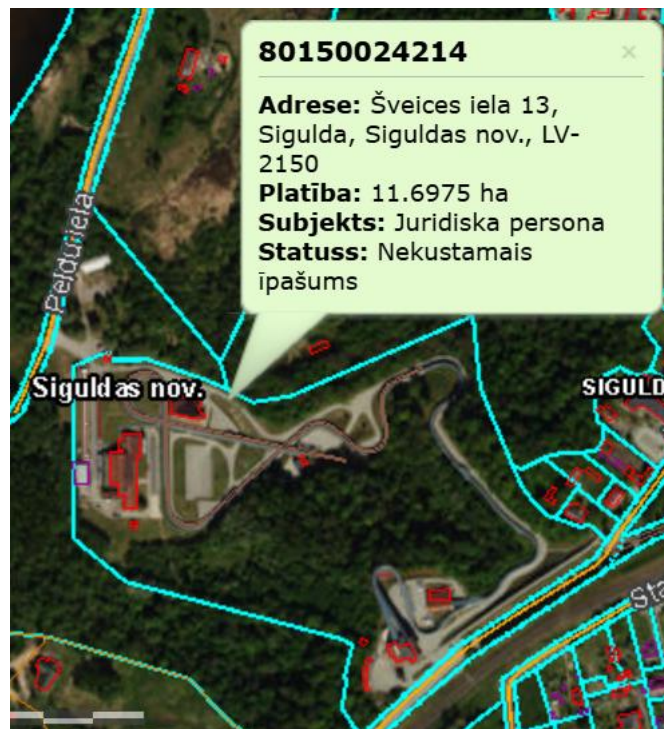 80150024214
×
Adrese: Šveices iela 13,
Sigulda, Siguldas nov., LV-
2150
Platība: 11.6975 ha
Subjekts: Juridiska persona
Statuss: Nekustamais
īpašums
Peldu iela
Siguldas nov.
SIGULD
Sta